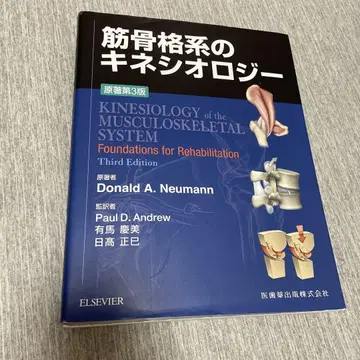 筋骨格系の
キネシオロジー
原著第3版
KINESIOLOGY of the
MUSCULOSKELETAL
SYSTEM
Foundations for Rehabilitation
Third Edition
原著者
Donald A. Neumann
監訳者
Paul D. Andrew
有馬 慶美
日髙 正巳
ELSEVIER
医歯薬出版株式会社